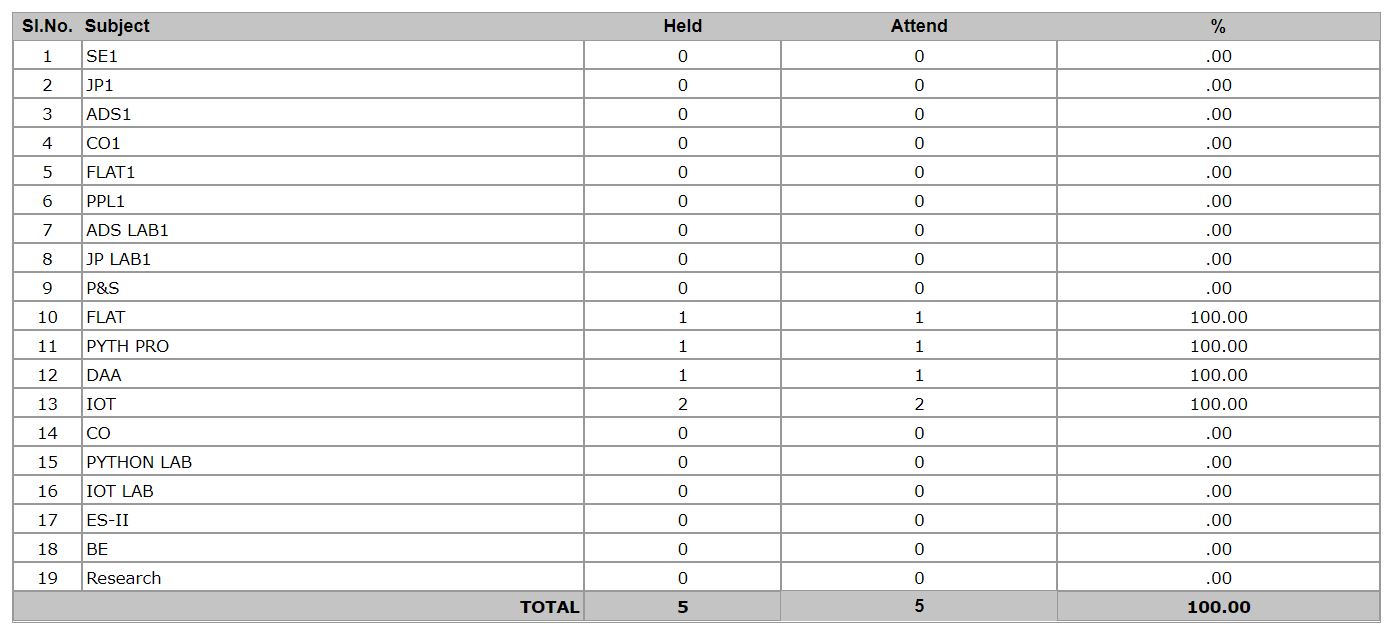 Sl.No. Subject Held Attend %
1 SE1 0 0 .00
2 JP1 0 0 .00
3 ADS1 0 0 .00
4 CO1 0 0 .00
5 FLAT1 0 0 .00
6 PPL1 0 0 .00
7 ADS LAB1 0 0 .00
8 JP LAB1 0 0 .00
9 P&S 0 0 .00
10 FLAT 1 1 100.00
11 PYTH PRO 1 1 100.00
12 DAA 1 1 100.00
13 IOT 2 2 100.00
14 CO 0 0 .00
15 PYTHON LAB 0 0 .00
16 IOT LAB 0 0 .00
17 ES-II 0 0 .00
18 BE 0 0 .00
19 Research 0 0 .00
TOTAL 5 5 100.00